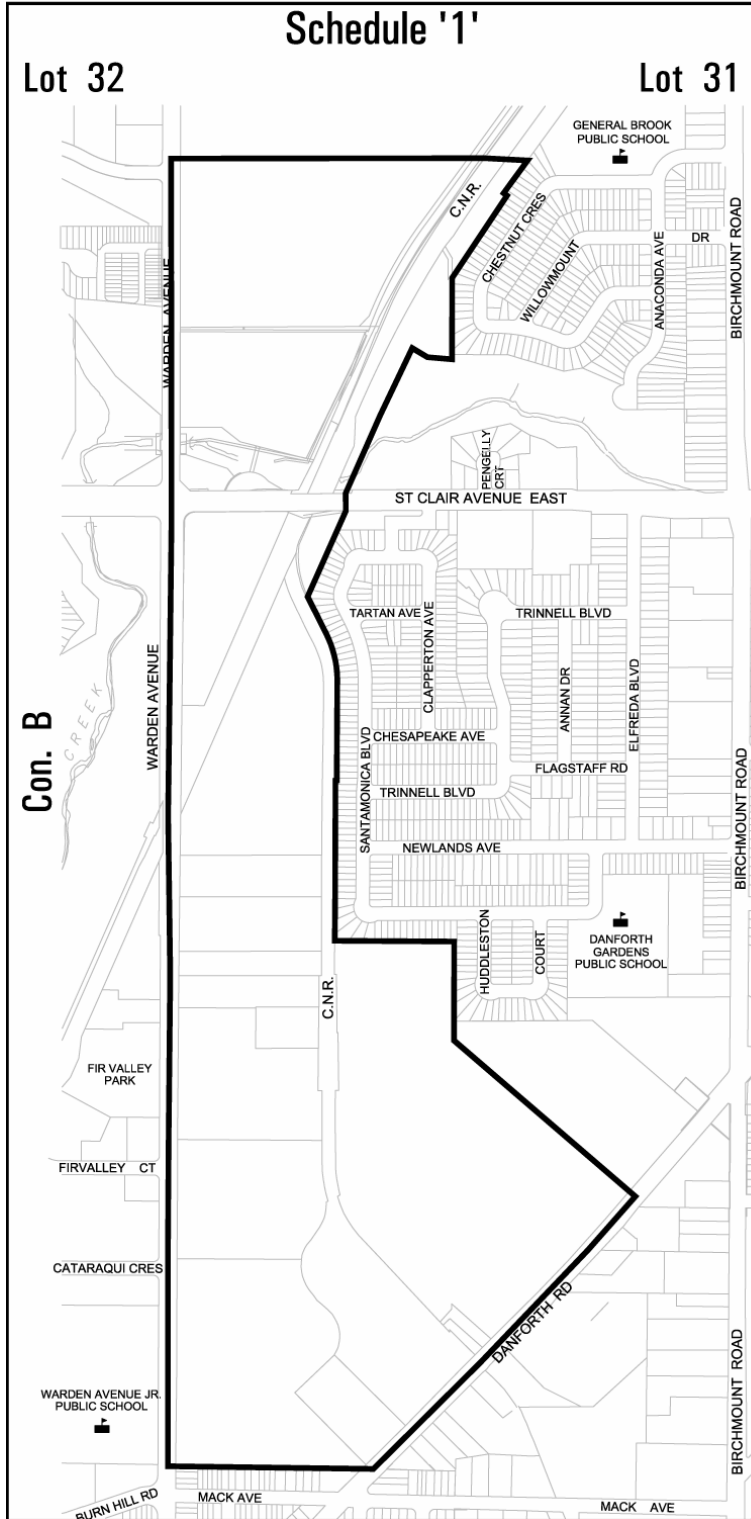 Schedule '1'
Lot 32
Lot 31
GENERAL BROOK
PUBLIC SCHOOL
C.N.R.
CHESTNUT CRES
WILLOWMOUNT
DR
ANACONDA AVE
BIRCHMOUNT ROAD
WARDEN AVENUE
PENGELLY
CRT
ST CLAIR AVENUE EAST
TARTAN AVE
CLAPPERTON AVE
TRINNELL BLVD
ANNAN DR
ELFREDA BLVD
WARDEN AVENUE
CREEK
Con. B
CHESAPEAKE AVE
FLAGSTAFF RD
SANTAMONICA BLVD
TRINNELL BLVD
NEWLANDS AVE
BIRCHMOUNT ROAD
HUDDLESTON
COURT
DANFORTH
GARDENS
PUBLIC SCHOOL
C.N.R.
FIR VALLEY
PARK
FIRVALLEY CT
CATARAQUI CRES
DANFORTH RD
WARDEN AVENUE JR.
PUBLIC SCHOOL
BIRCHMOUNT ROAD
BURN HILL RD
MACK AVE
MACK AVE